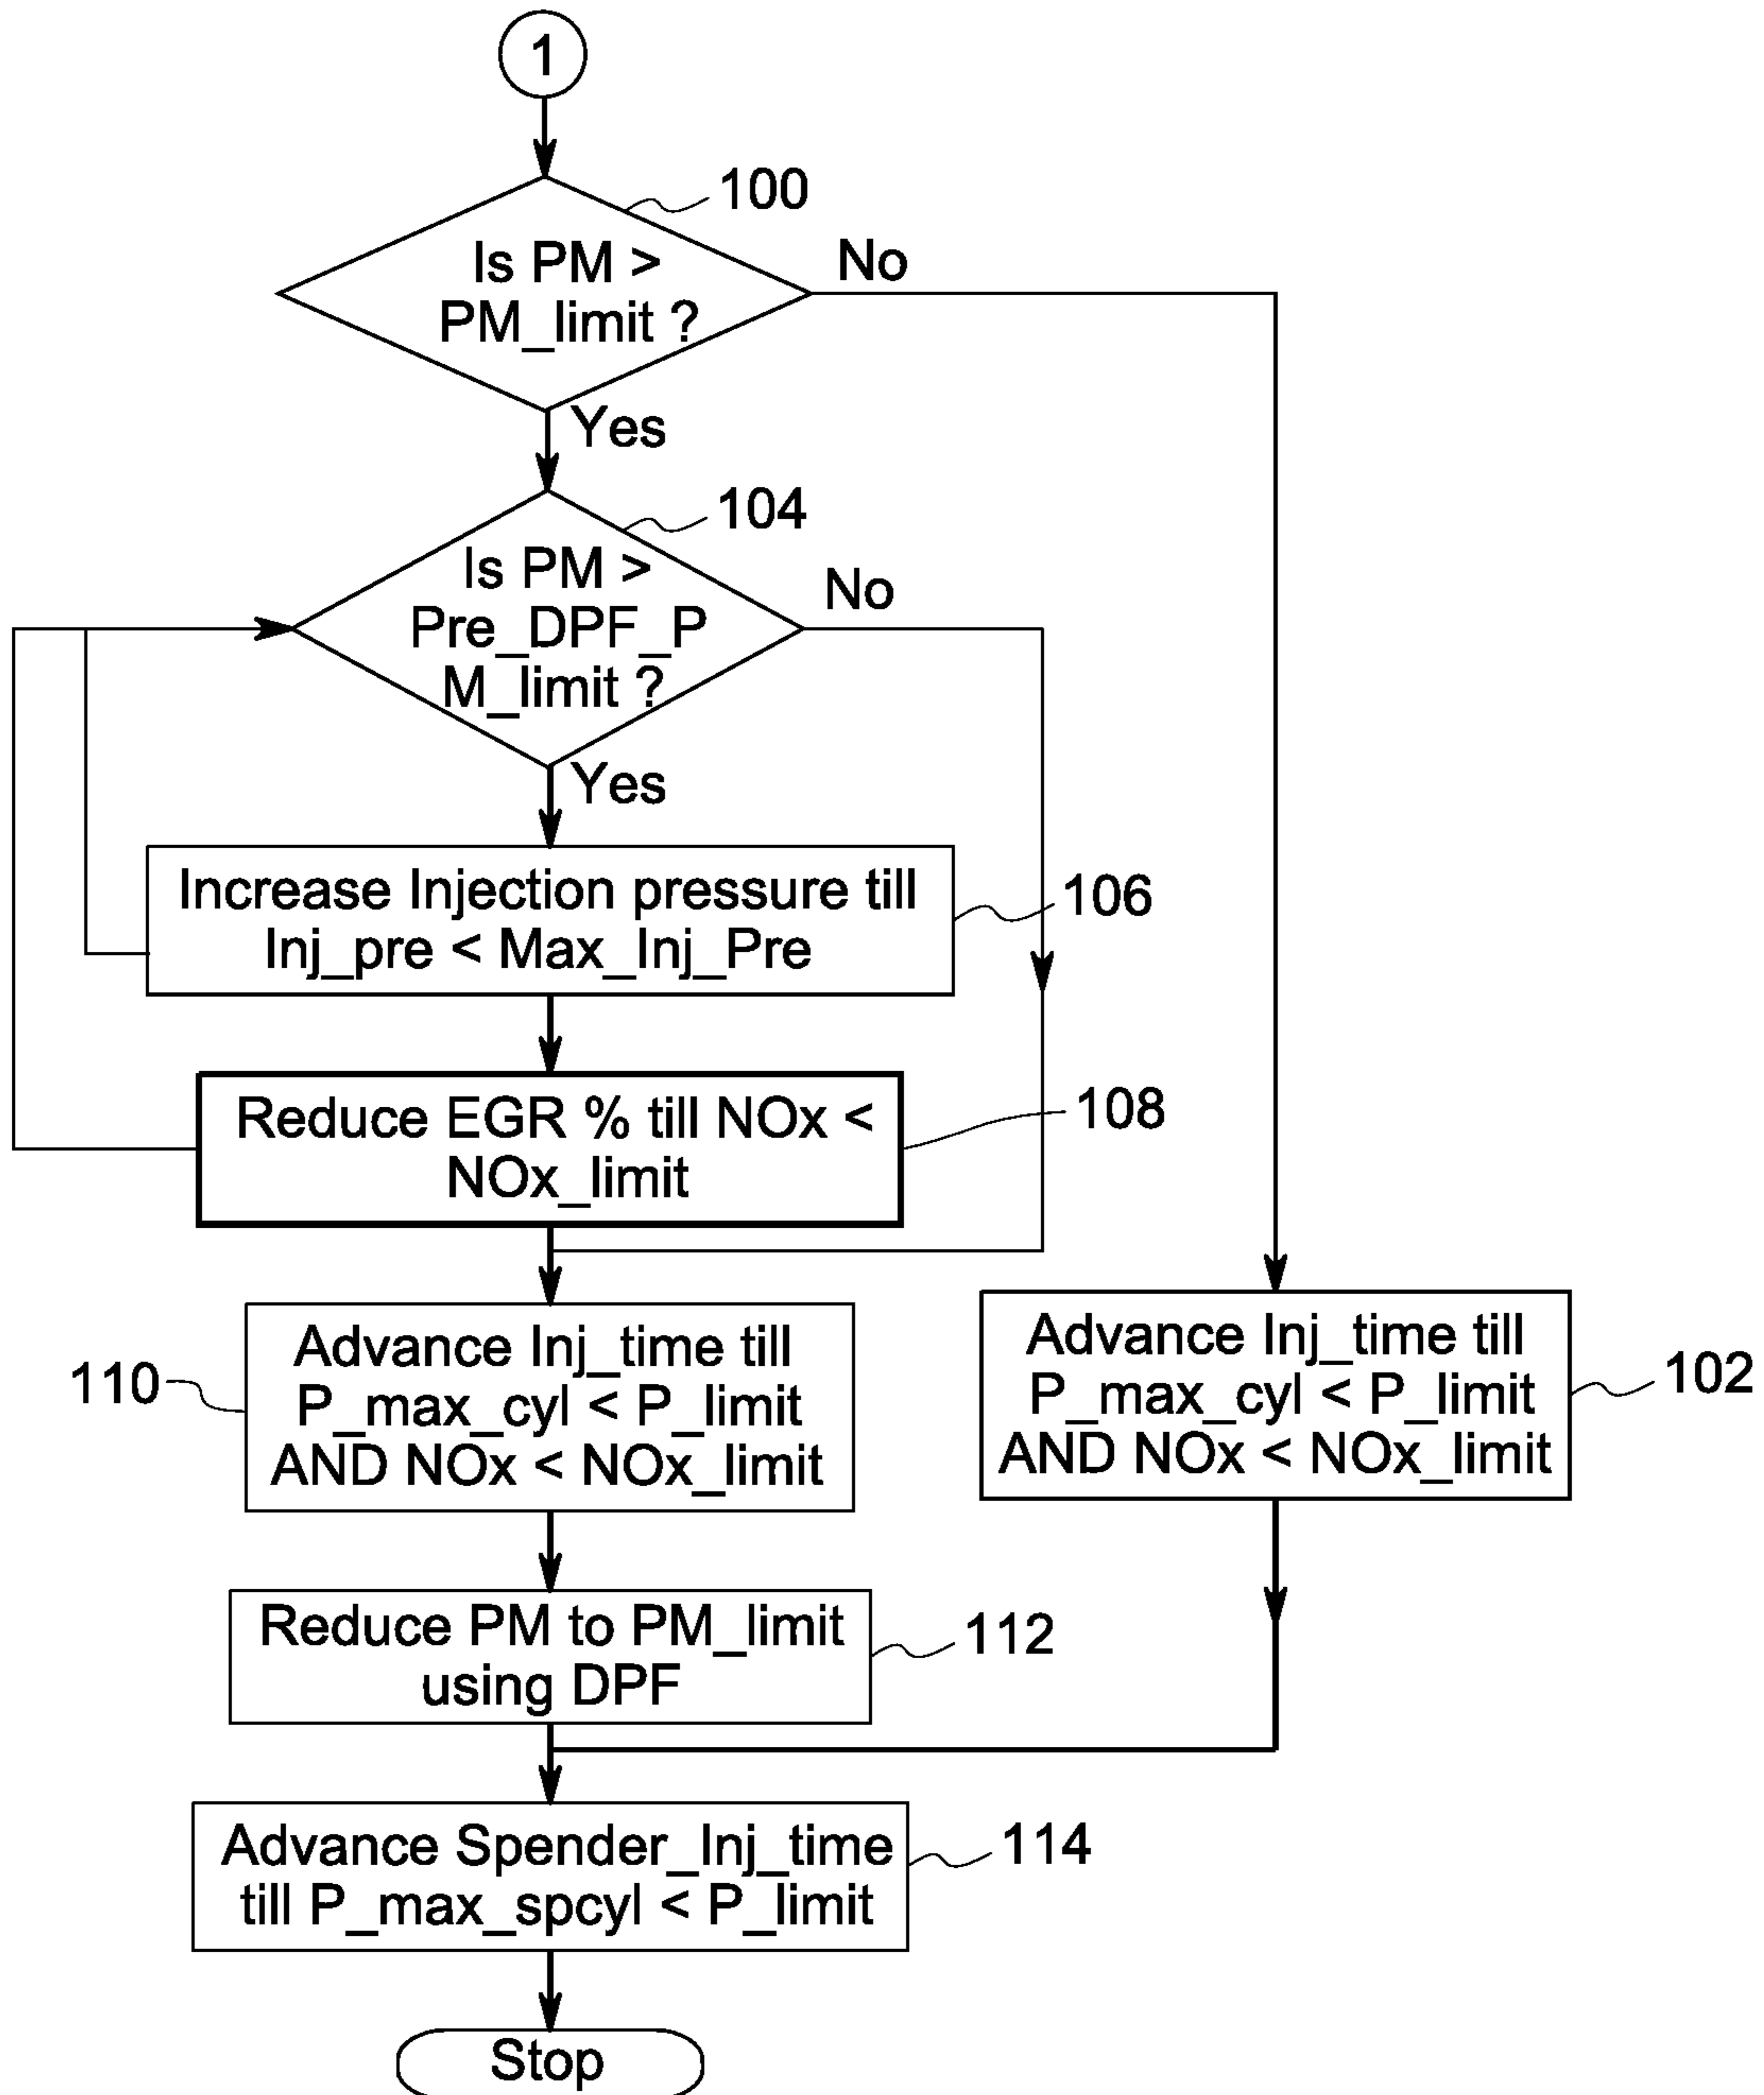 1
100
Is PM >
PM_limit ?
No
Yes
104
Is PM >
Pre_DPF_P
M_limit ?
No
Yes
Increase Injection pressure till
Inj_pre < Max_Inj_Pre
106
Reduce EGR % till NOx <
NOx_limit
108
Advance Inj_time till
P_max_cyl < P_limit
AND NOx < NOx_limit
110
Advance Inj_time till
P_max_cyl < P_limit
AND NOx < NOx_limit
102
Reduce PM to PM_limit
using DPF
112
Advance Spender_Inj_time
till P_max_spcyl < P_limit
114
Stop